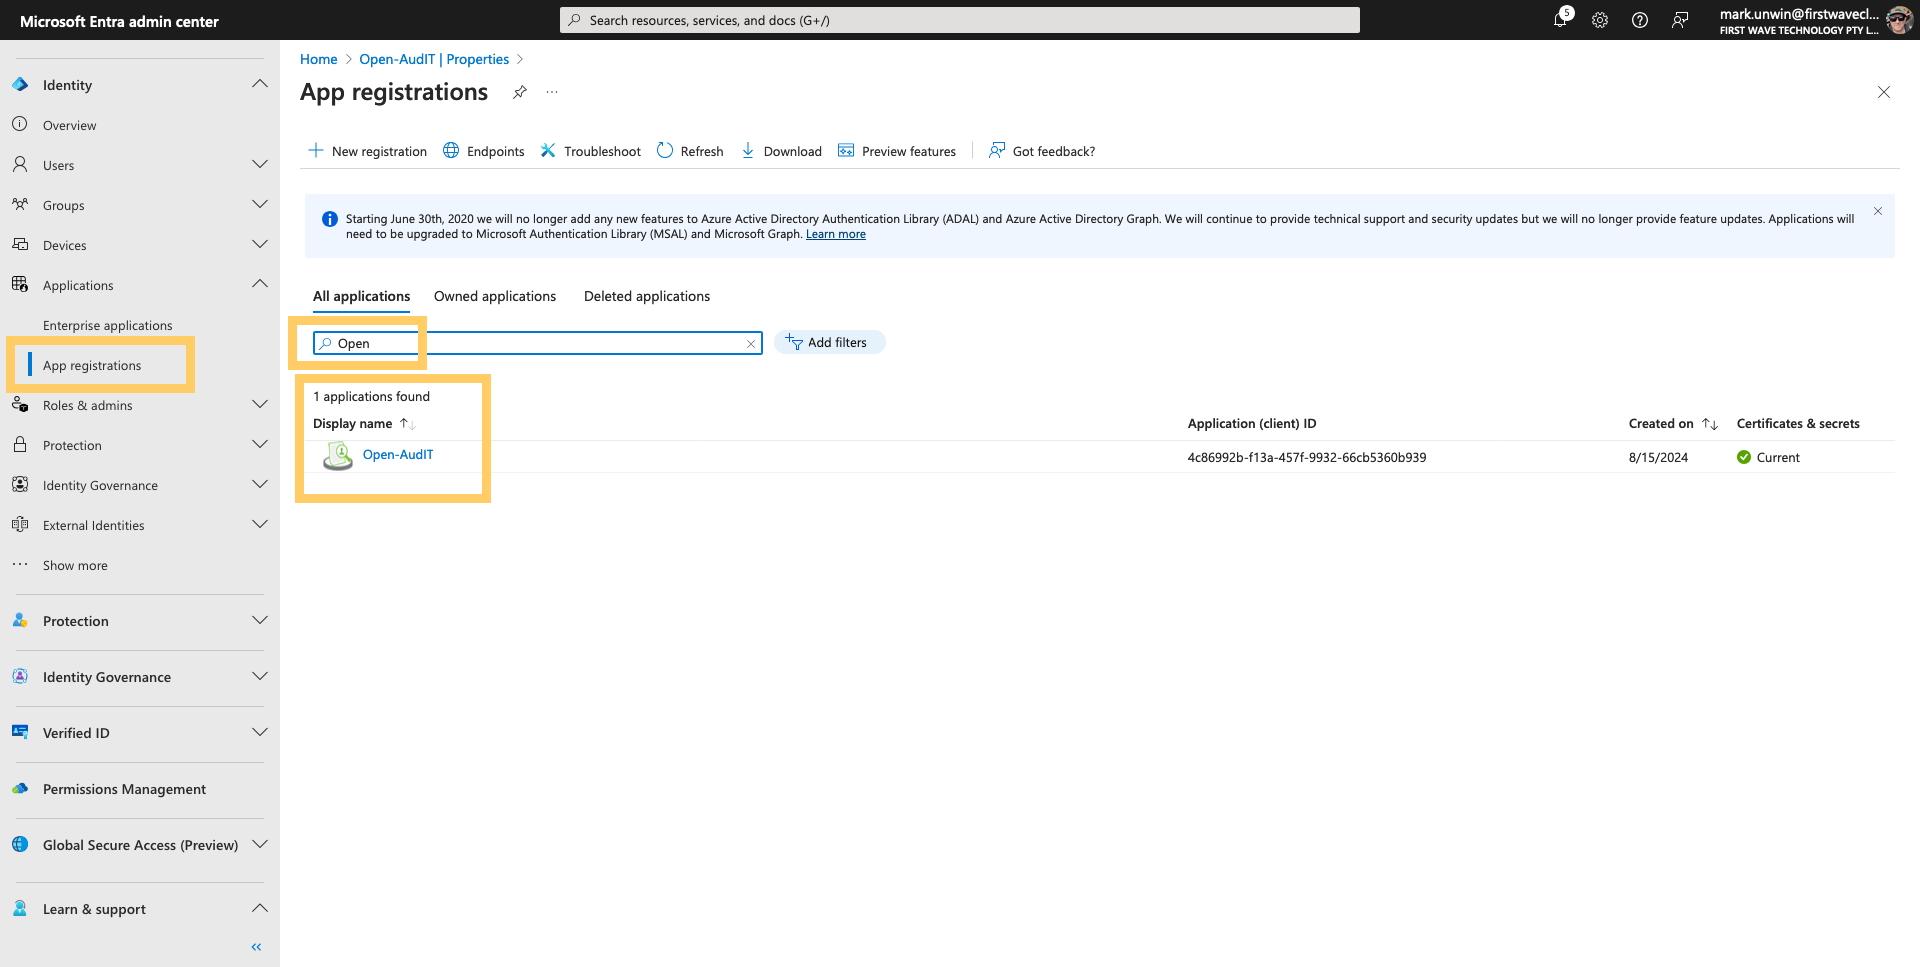 Microsoft Entra admin center
Search resources, services, and docs (G+/)
5
mark.unwin@firstwavecl...
FIRST WAVE TECHNOLOGY PTY L...
Identity
Overview
Users
Groups
Devices
Applications
Enterprise applications
App registrations
Roles & admins
Protection
Identity Governance
External Identities
Show more
Protection
Identity Governance
Verified ID
Permissions Management
Global Secure Access (Preview)
Learn & support
Home > Open-AudIT | Properties >
App registrations
New registration
Endpoints
Troubleshoot
Refresh
Download
Preview features
Got feedback?
Starting June 30th, 2020 we will no longer add any new features to Azure Active Directory Authentication Library (ADAL) and Azure Active Directory Graph. We will continue to provide technical support and security updates but we will no longer provide feature updates. Applications will
need to be upgraded to Microsoft Authentication Library (MSAL) and Microsoft Graph. Learn more
All applications
Owned applications
Deleted applications
Open
Add filters
1 applications found
Display name
Application (client) ID
Created on
Certificates & secrets
Open-AudIT
4c86992b-f13a-457f-9932-66cb5360b939
8/15/2024
Current